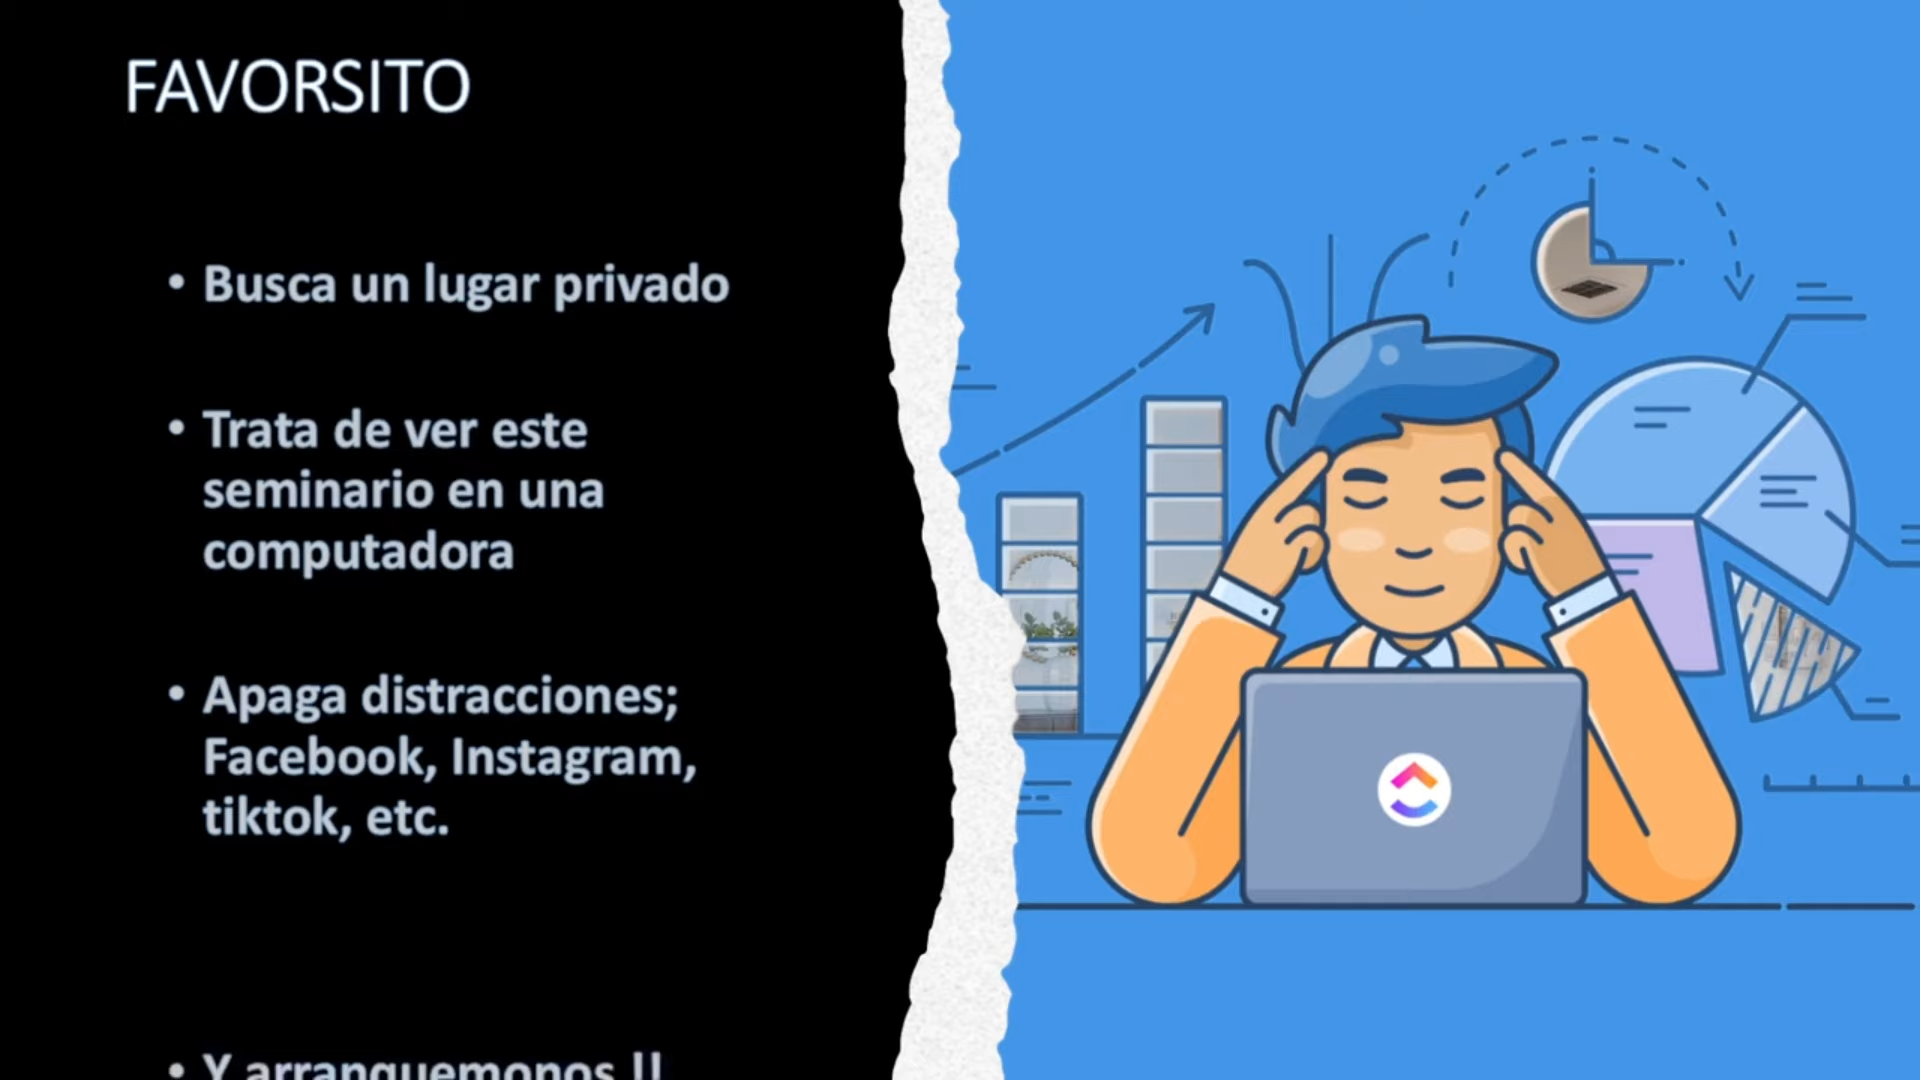 FAVORSITO
• Busca un lugar privado
• Trata de ver este
seminario en una
computadora
• Apaga distracciones;
Facebook, Instagram,
tiktok, etc.
• Y arranquemonos !!